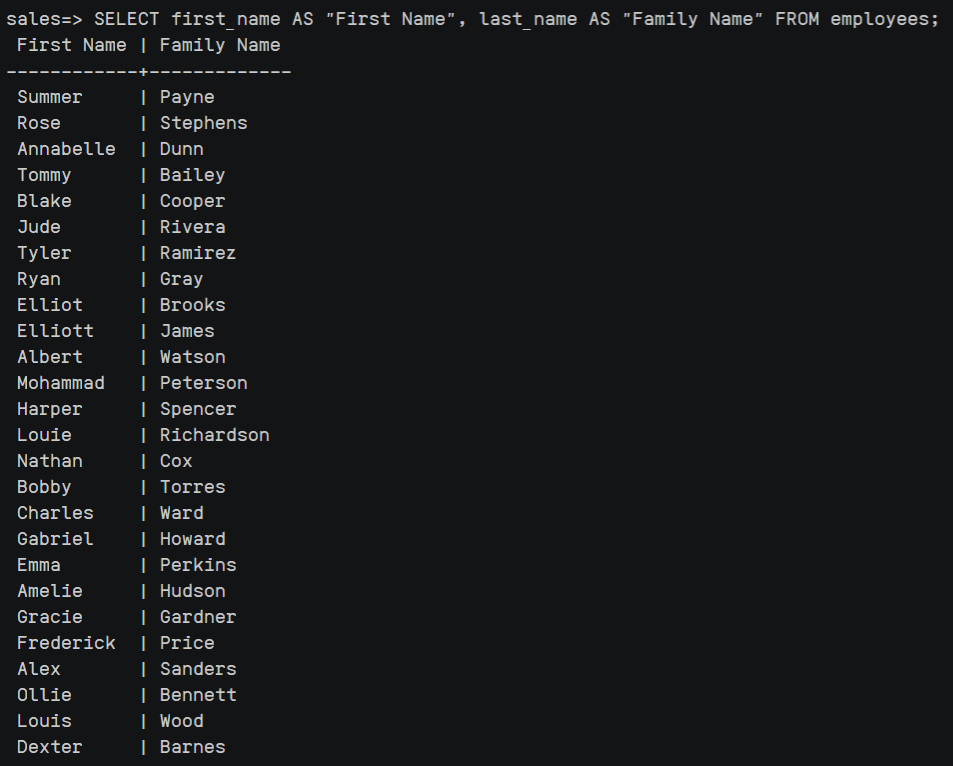 sales=> SELECT first_name AS "First Name", last_name AS "Family Name" FROM employees;
 First Name | Family Name
------------+-------------
 Summer     | Payne
 Rose       | Stephens
 Annabelle  | Dunn
 Tommy      | Bailey
 Blake      | Cooper
 Jude       | Rivera
 Tyler      | Ramirez
 Ryan       | Gray
 Elliot     | Brooks
 Elliott    | James
 Albert     | Watson
 Mohammad   | Peterson
 Harper     | Spencer
 Louie      | Richardson
 Nathan     | Cox
 Bobby      | Torres
 Charles    | Ward
 Gabriel    | Howard
 Emma       | Perkins
 Amelie     | Hudson
 Gracie     | Gardner
 Frederick  | Price
 Alex       | Sanders
 Ollie      | Bennett
 Louis      | Wood
 Dexter     | Barnes